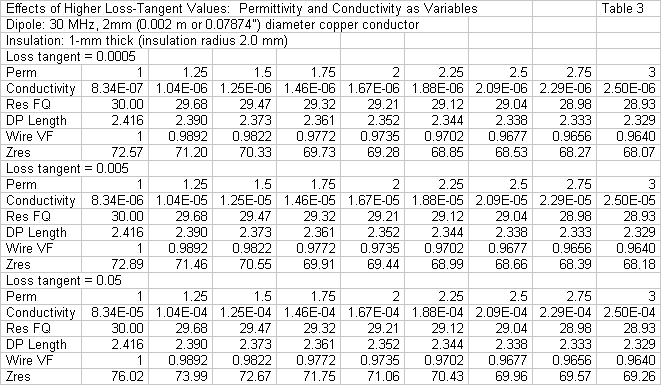 Effects of Higher Loss-Tangent Values: Permittivity and Conductivity as Variables Table 3
Dipole: 30 MHz, 2mm (0.002 m or 0.07874") diameter copper conductor
Insulation: 1-mm thick (insulation radius 2.0 mm)
Loss tangent = 0.0005
Perm 1 1.25 1.5 1.75 2 2.25 2.5 2.75 3
Conductivity 8.34E-07 1.04E-06 1.25E-06 1.46E-06 1.67E-06 1.88E-06 2.09E-06 2.29E-06 2.50E-06
Res FQ 30.00 29.68 29.47 29.32 29.21 29.12 29.04 28.98 28.93
DP Length 2.416 2.390 2.373 2.361 2.352 2.344 2.338 2.333 2.329
Wire VF 1 0.9892 0.9822 0.9772 0.9735 0.9702 0.9677 0.9656 0.9640
Zres 72.57 71.20 70.33 69.73 69.28 68.85 68.53 68.27 68.07
Loss tangent = 0.005
Perm 1 1.25 1.5 1.75 2 2.25 2.5 2.75 3
Conductivity 8.34E-06 1.04E-05 1.25E-05 1.46E-05 1.67E-05 1.88E-05 2.09E-05 2.29E-05 2.50E-05
Res FQ 30.00 29.68 29.47 29.32 29.21 29.12 29.04 28.98 28.93
DP Length 2.416 2.390 2.373 2.361 2.352 2.344 2.338 2.333 2.329
Wire VF 1 0.9892 0.9822 0.9772 0.9735 0.9702 0.9677 0.9656 0.9640
Zres 72.89 71.46 70.55 69.91 69.44 68.99 68.66 68.39 68.18
Loss tangent = 0.05
Perm 1 1.25 1.5 1.75 2 2.25 2.5 2.75 3
Conductivity 8.34E-05 1.04E-04 1.25E-04 1.46E-04 1.67E-04 1.88E-04 2.09E-04 2.29E-04 2.50E-04
Res FQ 30.00 29.68 29.47 29.32 29.21 29.12 29.04 28.98 28.93
DP Length 2.416 2.390 2.373 2.361 2.352 2.344 2.338 2.333 2.329
Wire VF 1 0.9892 0.9822 0.9772 0.9735 0.9702 0.9677 0.9656 0.9640
Zres 76.02 73.99 72.67 71.75 71.06 70.43 69.96 69.57 69.26